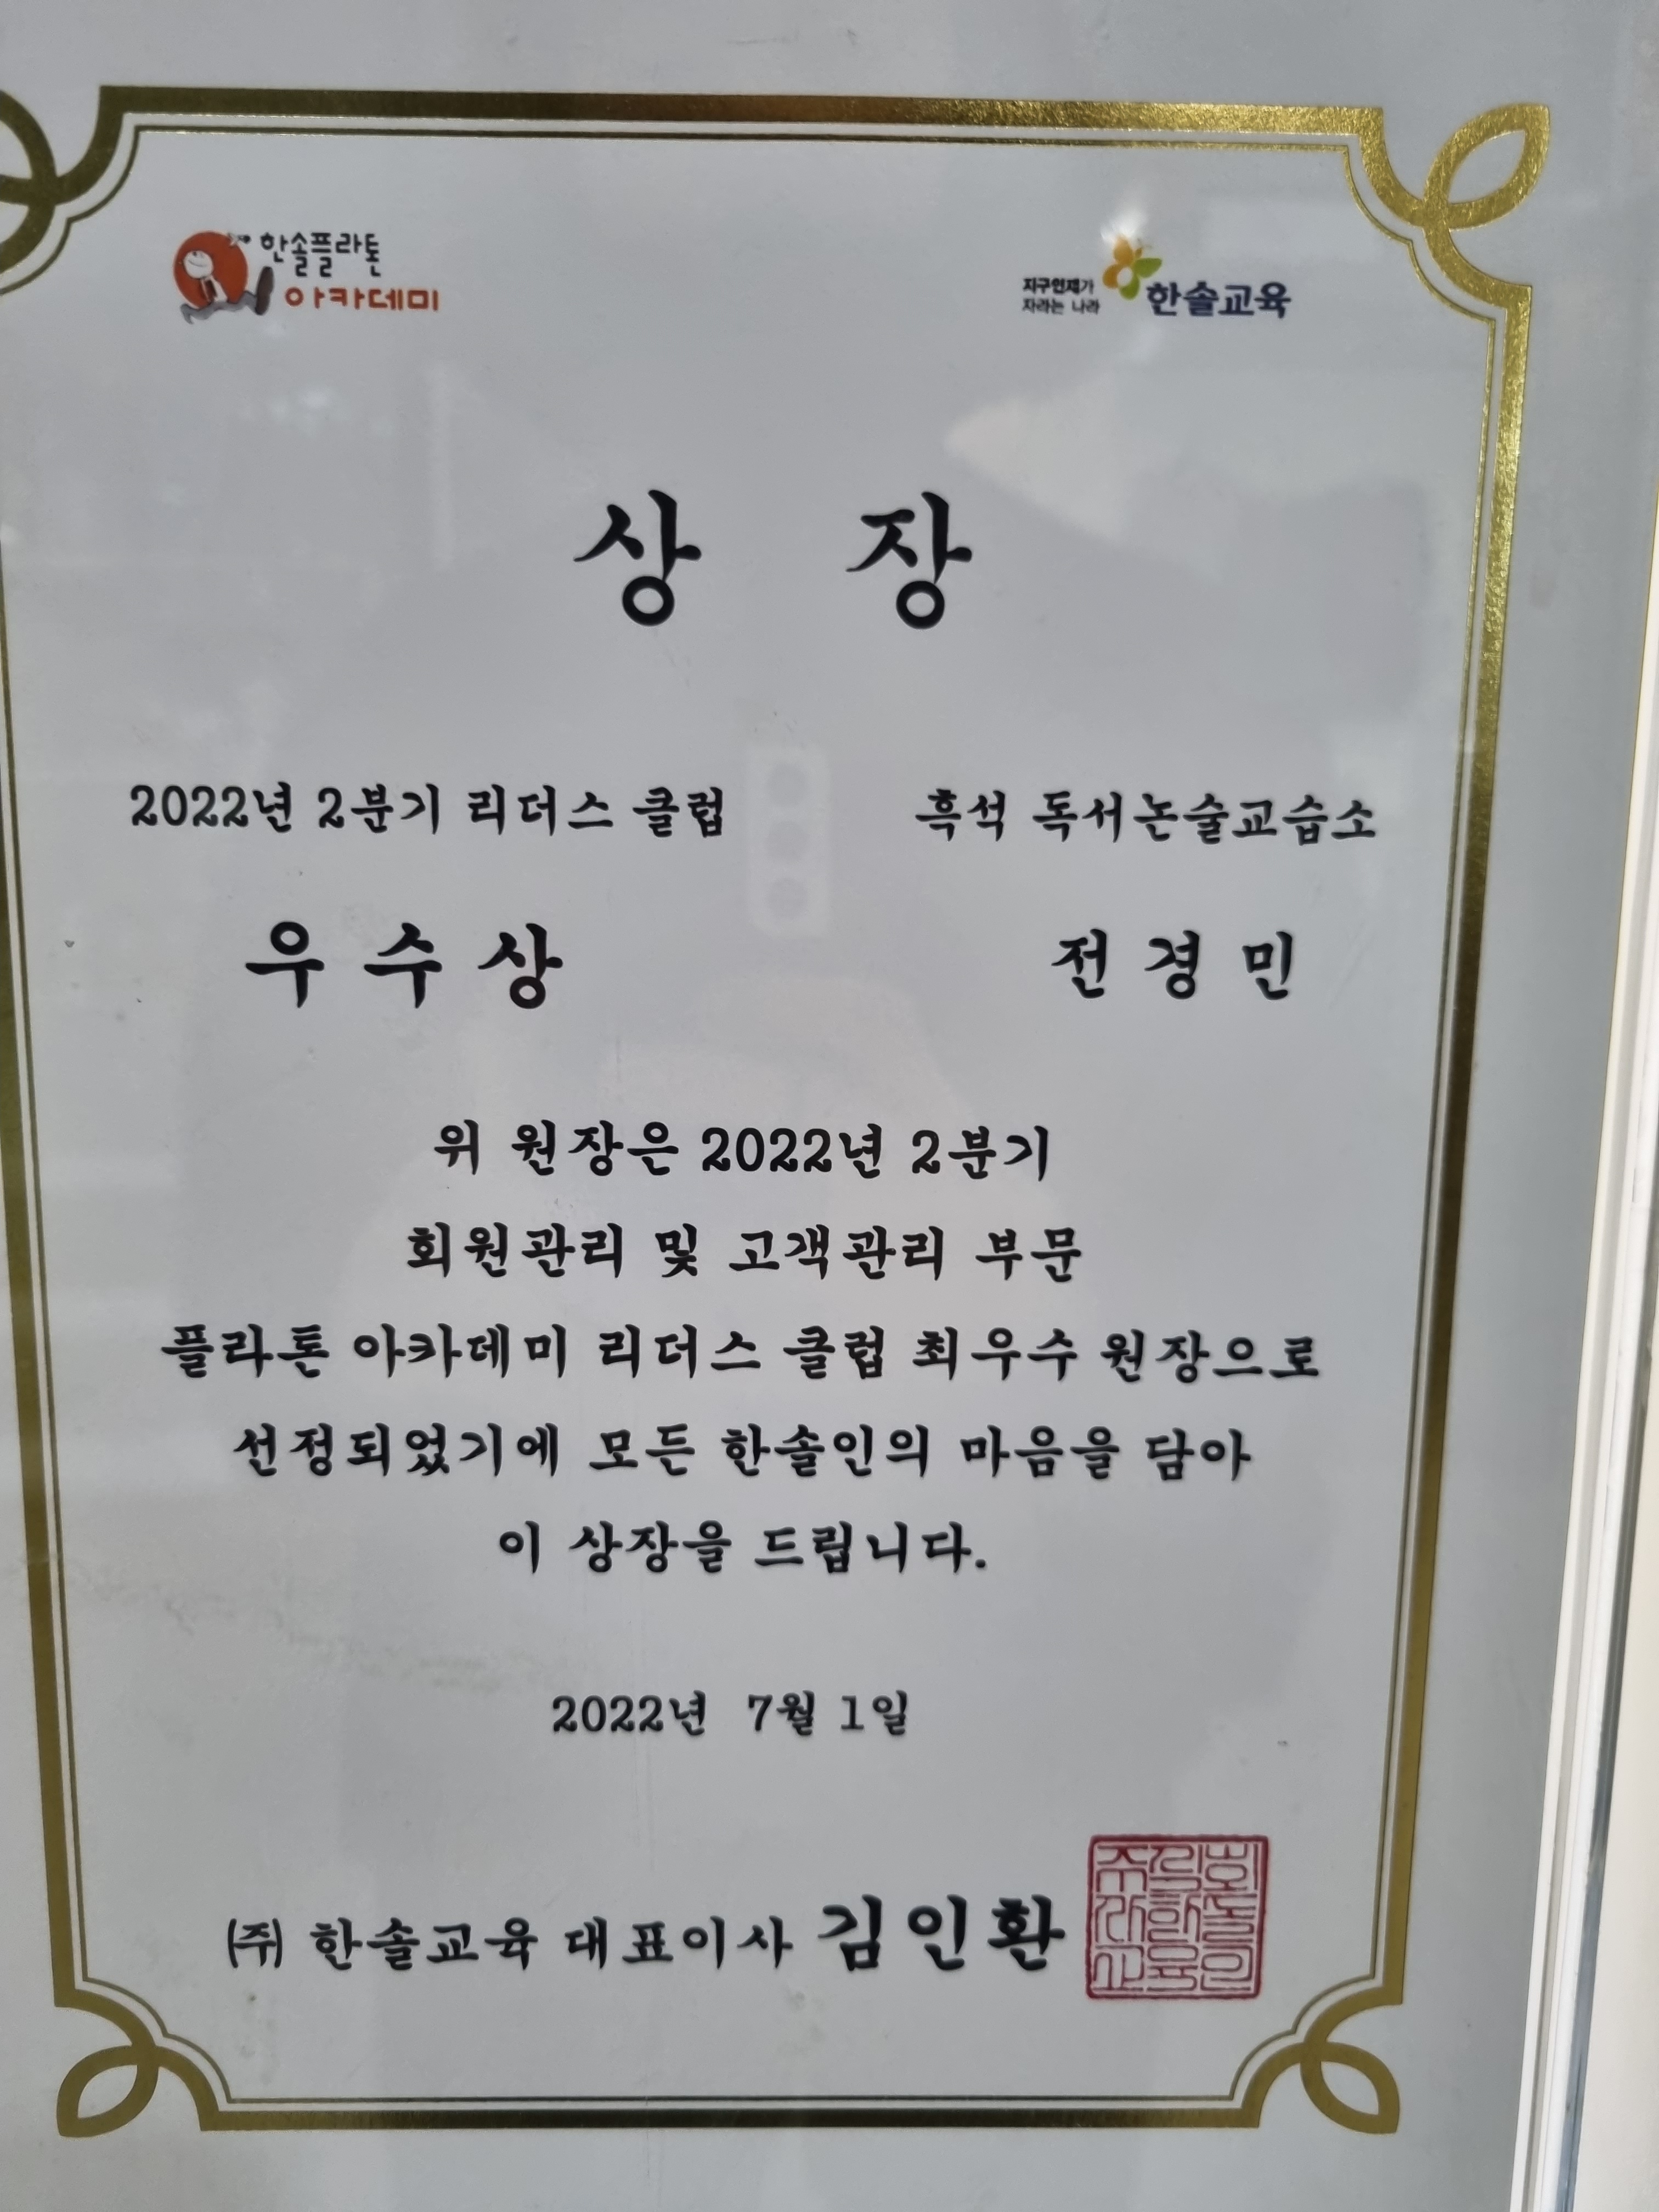 한솔플라톤
아카데미
지구인재가
자라는 나라
한솔교육
상 장
2022년 2분기 리더스 클럽
흑석 독서논술교습소
우 수 상
전 경 민
위 원장은 2022년 2분기
회원관리 및 고객관리 부문
플라톤 아카데미 리더스 클럽 최우수 원장으로
선정되었기에 모든 한솔인의 마음을 담아
이 상장을 드립니다.
2022년 7월 1일
㈜ 한솔교육 대표이사 김 인 환